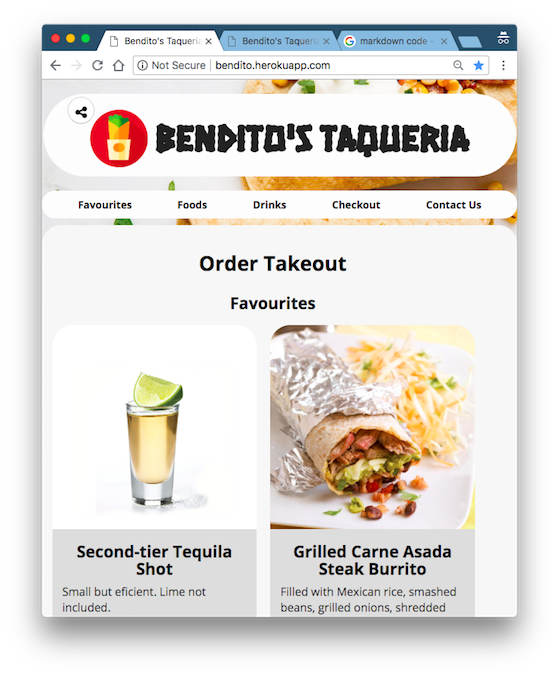 Bendito's Taqueria
Bendito's Taqueria
markdown code -
Not Secure | bendito.herokuapp.com
BENDITO'S TAQUERIA
Favourites Foods Drinks Checkout Contact Us
Order Takeout
Favourites
Second-tier Tequila
Shot
Small but eficient. Lime not
included.
Grilled Carne Asada
Steak Burrito
Filled with Mexican rice, smashed
beans, grilled onions, shredded